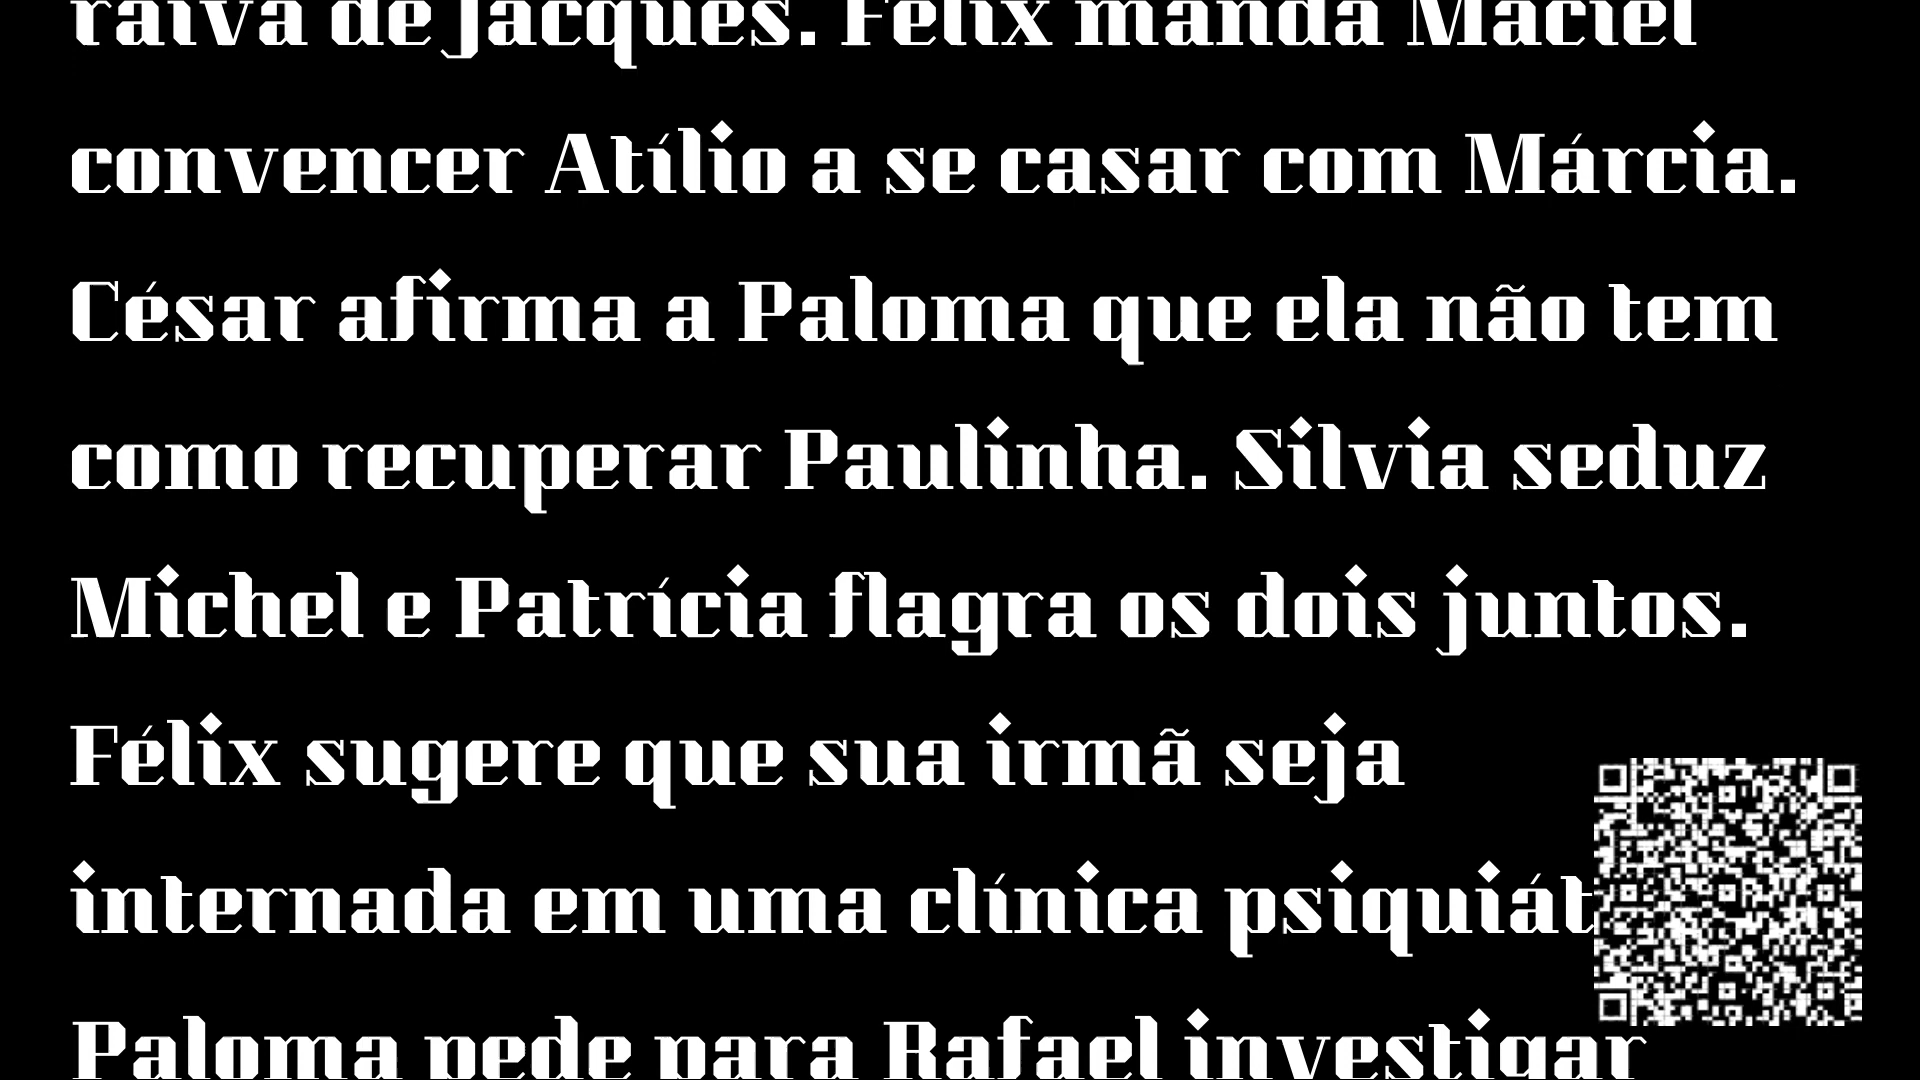 raiva de Jacques. Félix manda Maciel
convencer Atílio a se casar com Márcia.
César afirma a Paloma que ela não tem
como recuperar Paulinha. Silvia seduz
Michel e Patrícia flagra os dois juntos.
Félix sugere que sua irmã seja
internada em uma clínica
Paloma pede para Rafael investigar